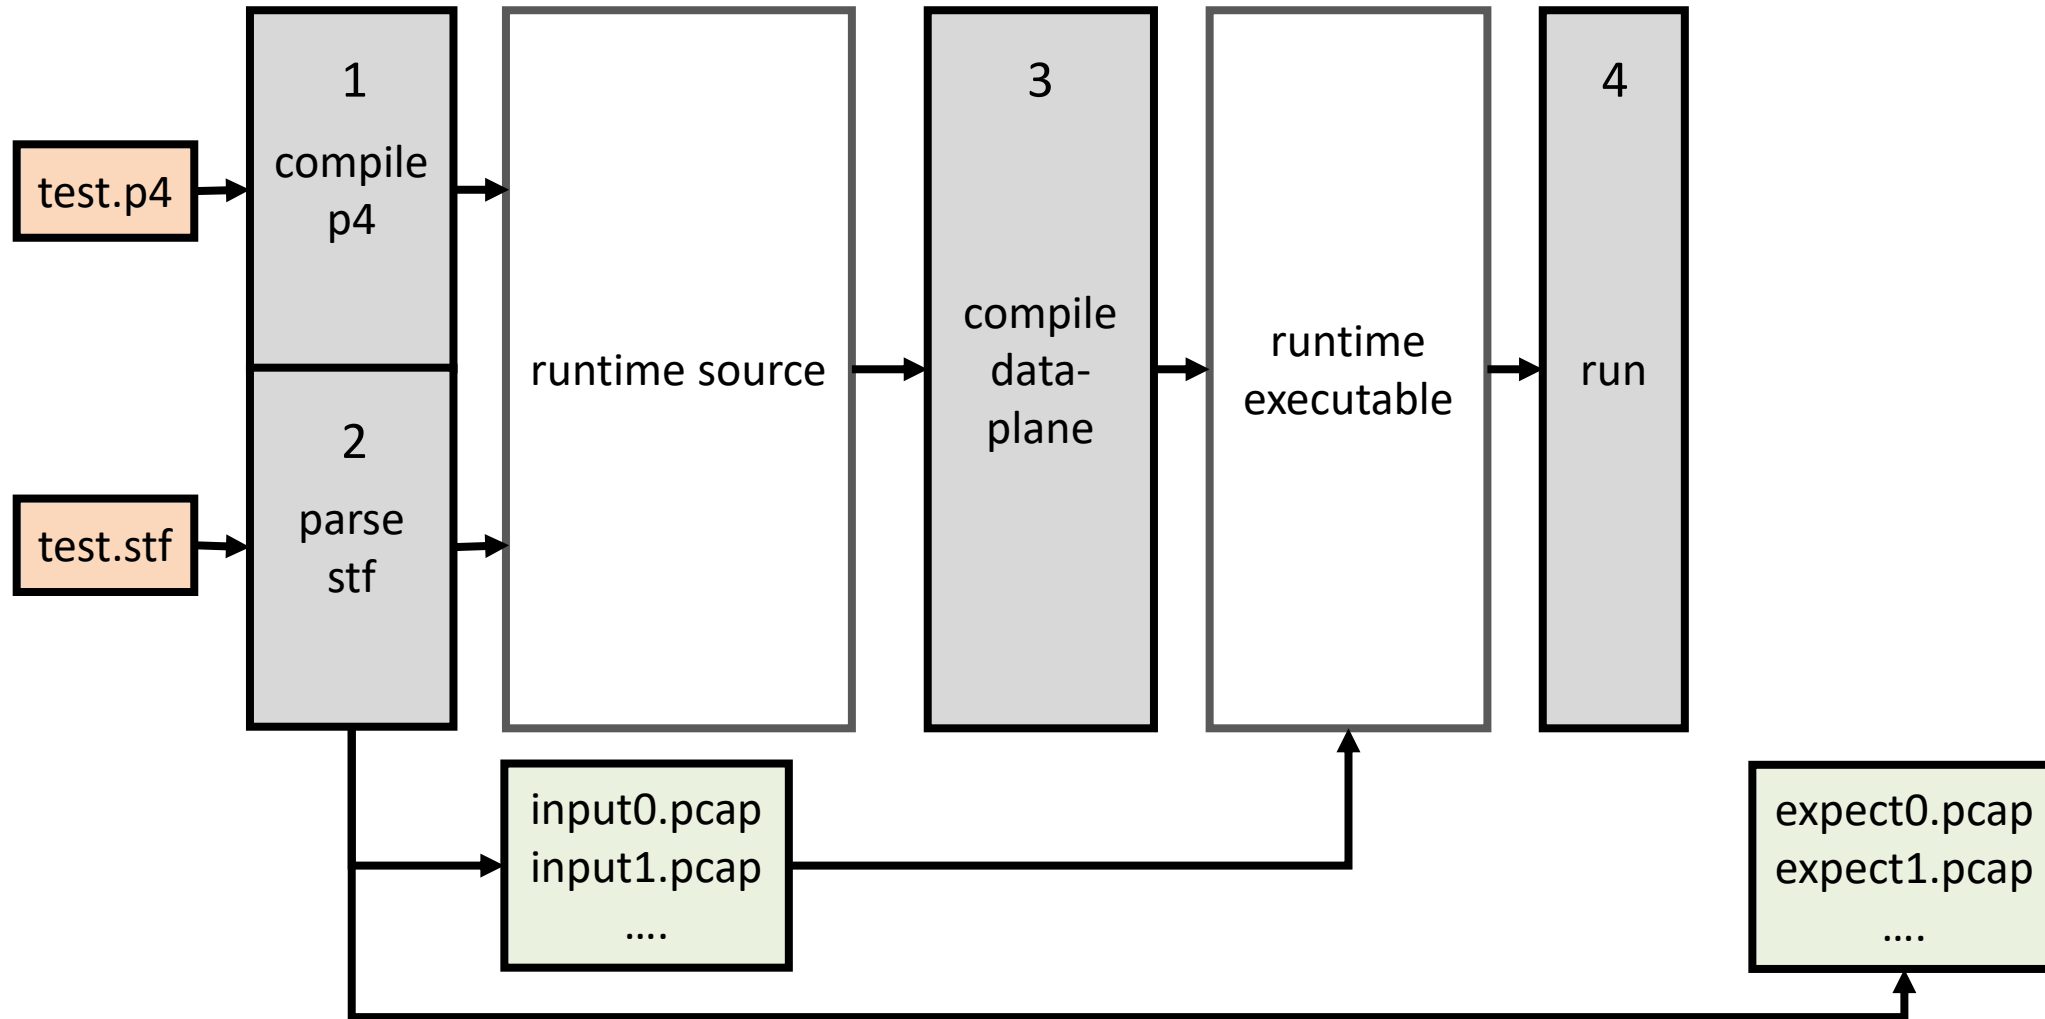 test.p4
1
compile
p4
test.stf
2
parse
stf
runtime source
3
compile
data-
plane
runtime
executable
4
run
input0.pcap
input1.pcap
....
expect0.pcap
expect1.pcap
....